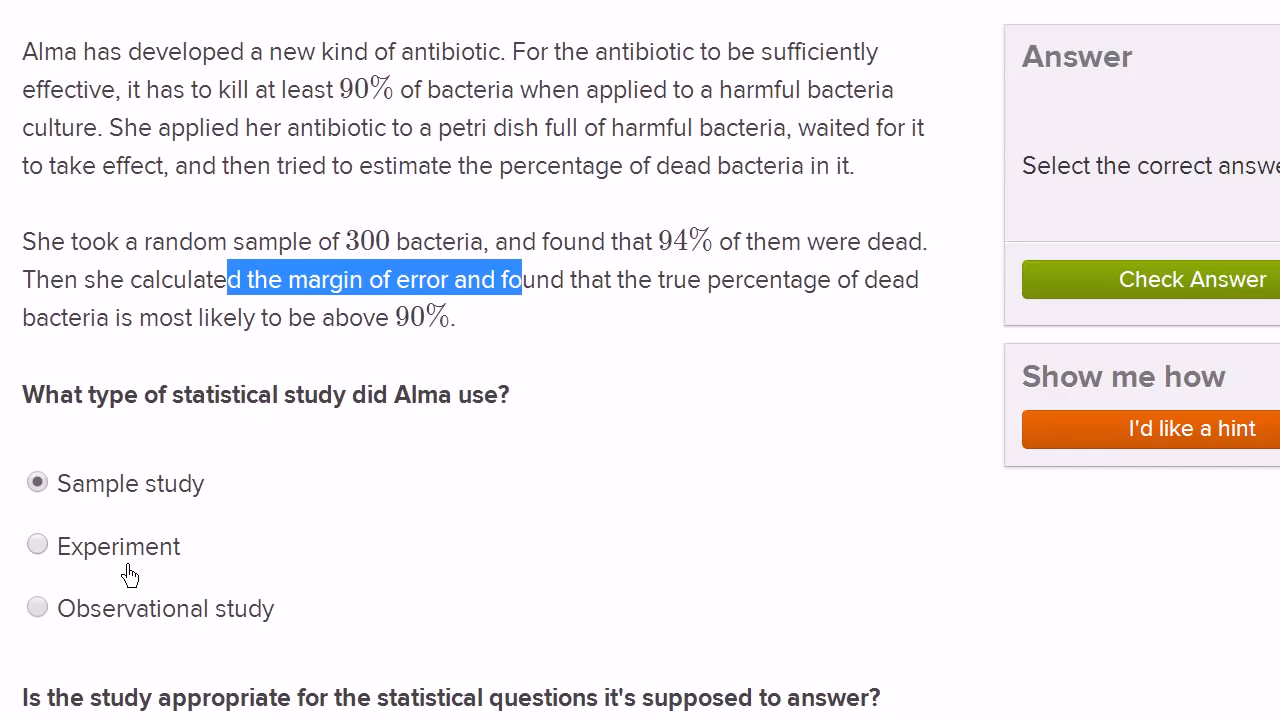 Alma has developed a new kind of antibiotic. For the antibiotic to be sufficiently
effective, it has to kill at least 90% of bacteria when applied to a harmful bacteria
culture. She applied her antibiotic to a petri dish full of harmful bacteria, waited for it
to take effect, and then tried to estimate the percentage of dead bacteria in it.
She took a random sample of 300 bacteria, and found that 94% of them were dead.
Then she calculated the margin of error and found that the true percentage of dead
bacteria is most likely to be above 90%.
What type of statistical study did Alma use?
Sample study
Experiment
Observational study
Is the study appropriate for the statistical questions it's supposed to answer?
Answer
Select the correct
Check Answer
Show me how
I'd like a hint